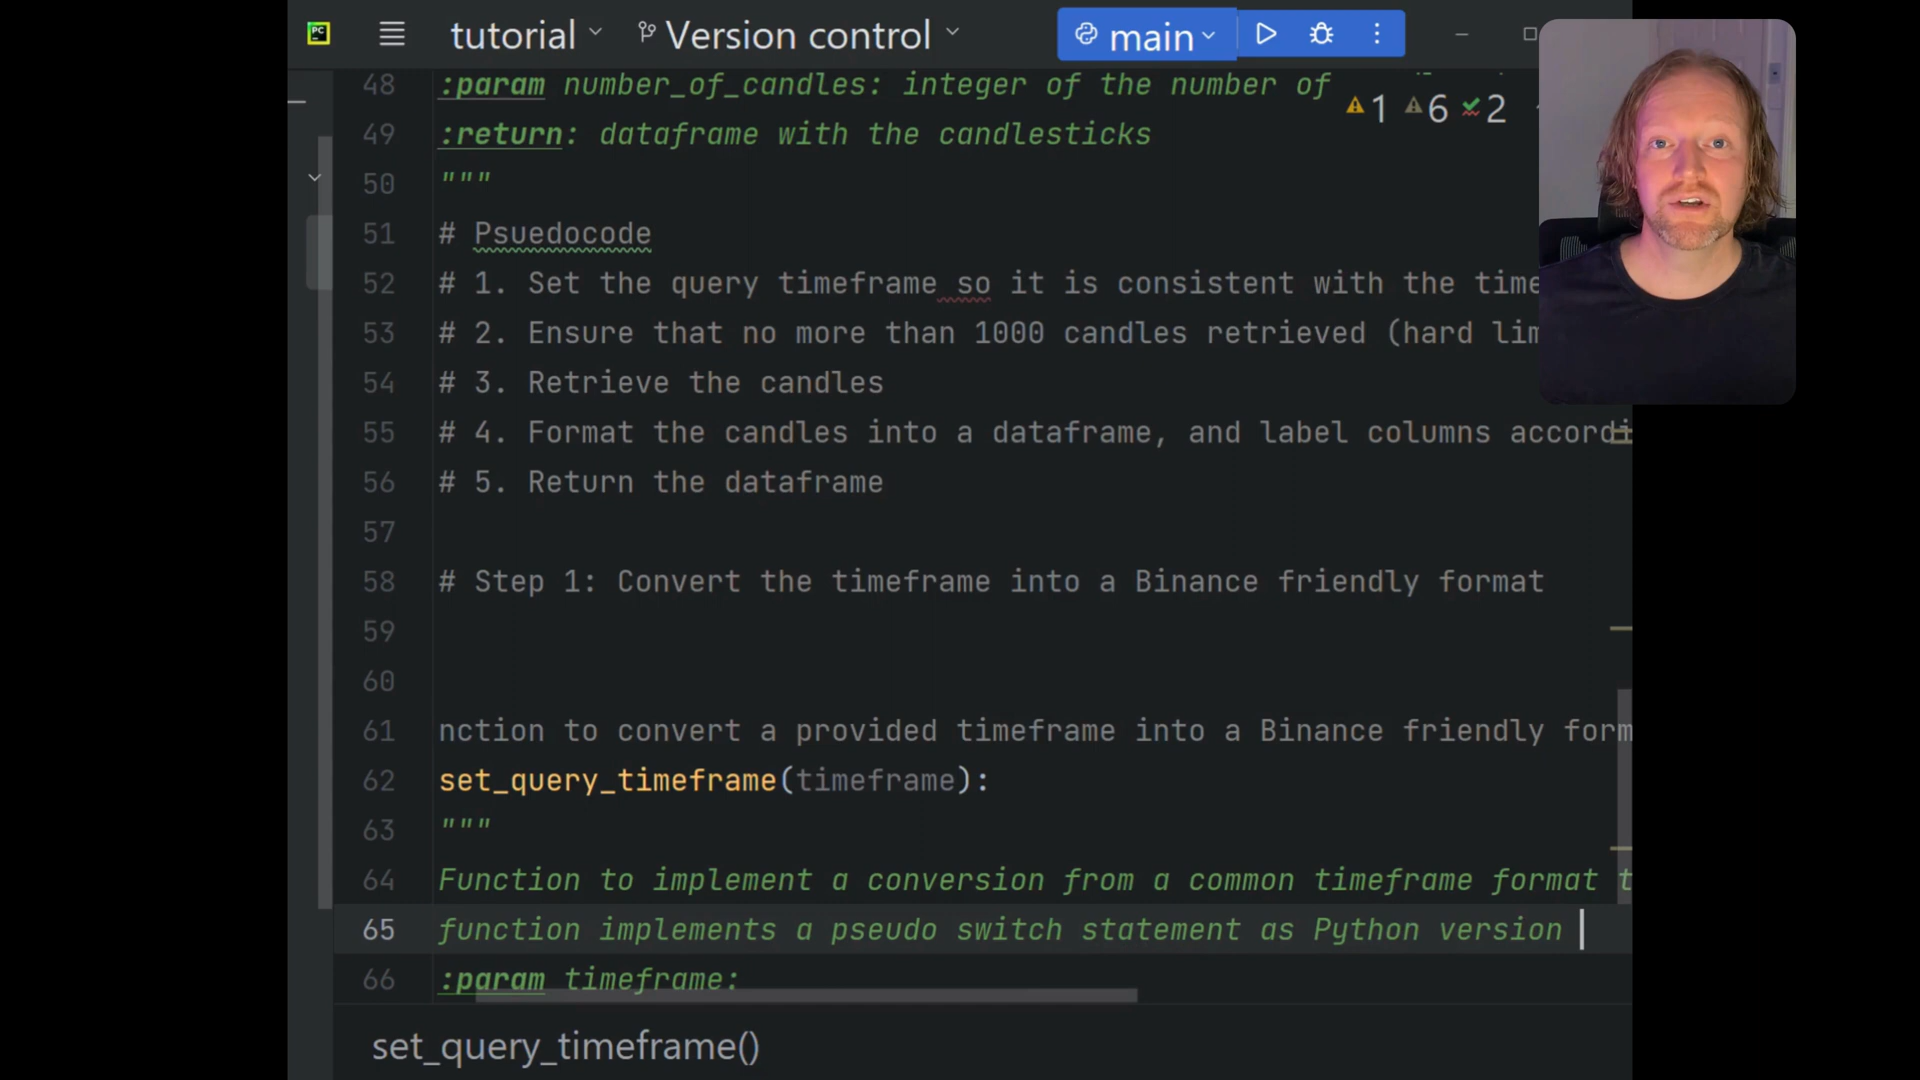 PC
tutorial
Version control
main
48 :param number_of_candles: integer of the number of
1 6 2
49 :return: dataframe with the candlesticks
50 """
51 # Psuedocode
52 # 1. Set the query timeframe so it is consistent with the time
53 # 2. Ensure that no more than 1000 candles retrieved (hard lim
54 # 3. Retrieve the candles
55 # 4. Format the candles into a dataframe, and label columns accordi
56 # 5. Return the dataframe
57
58 # Step 1: Convert the timeframe into a Binance friendly format
59
60
61 nction to convert a provided timeframe into a Binance friendly form
62 set_query_timeframe(timeframe):
63 """
64 Function to implement a conversion from a common timeframe format t
65 function implements a pseudo switch statement as Python version
66 :param timeframe:
set_query_timeframe()